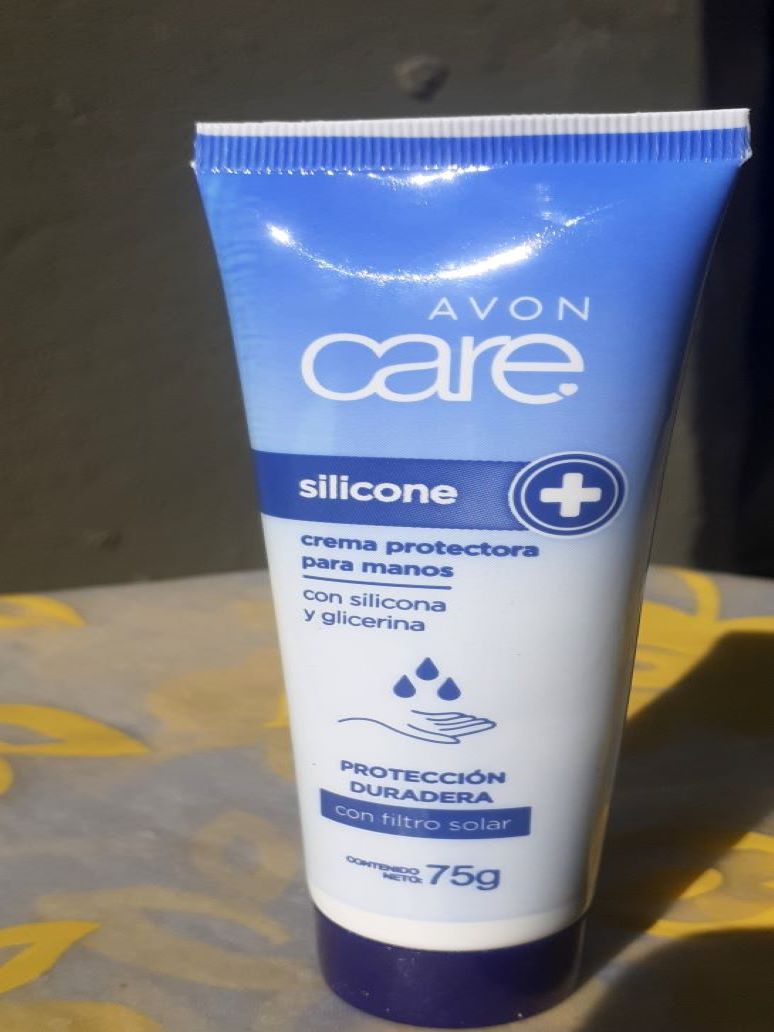 AVON
care
silicone
crema protectora
para manos
con silicona
y glicerina
PROTECCIÓN
DURADERA
con filtro solar
CONTENIDO
NETO: 75g